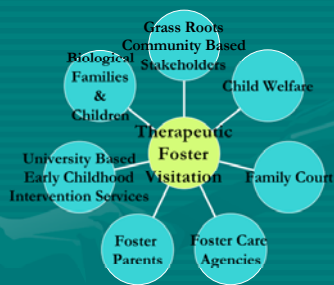 Grass Roots
Community Based
Stakeholders
Biological
Families
&
Children
Child Welfare
Therapeutic
Foster
Visitation
University Based
Early Childhood
Intervention Services
Family Court
Foster
Parents
Foster Care
Agencies